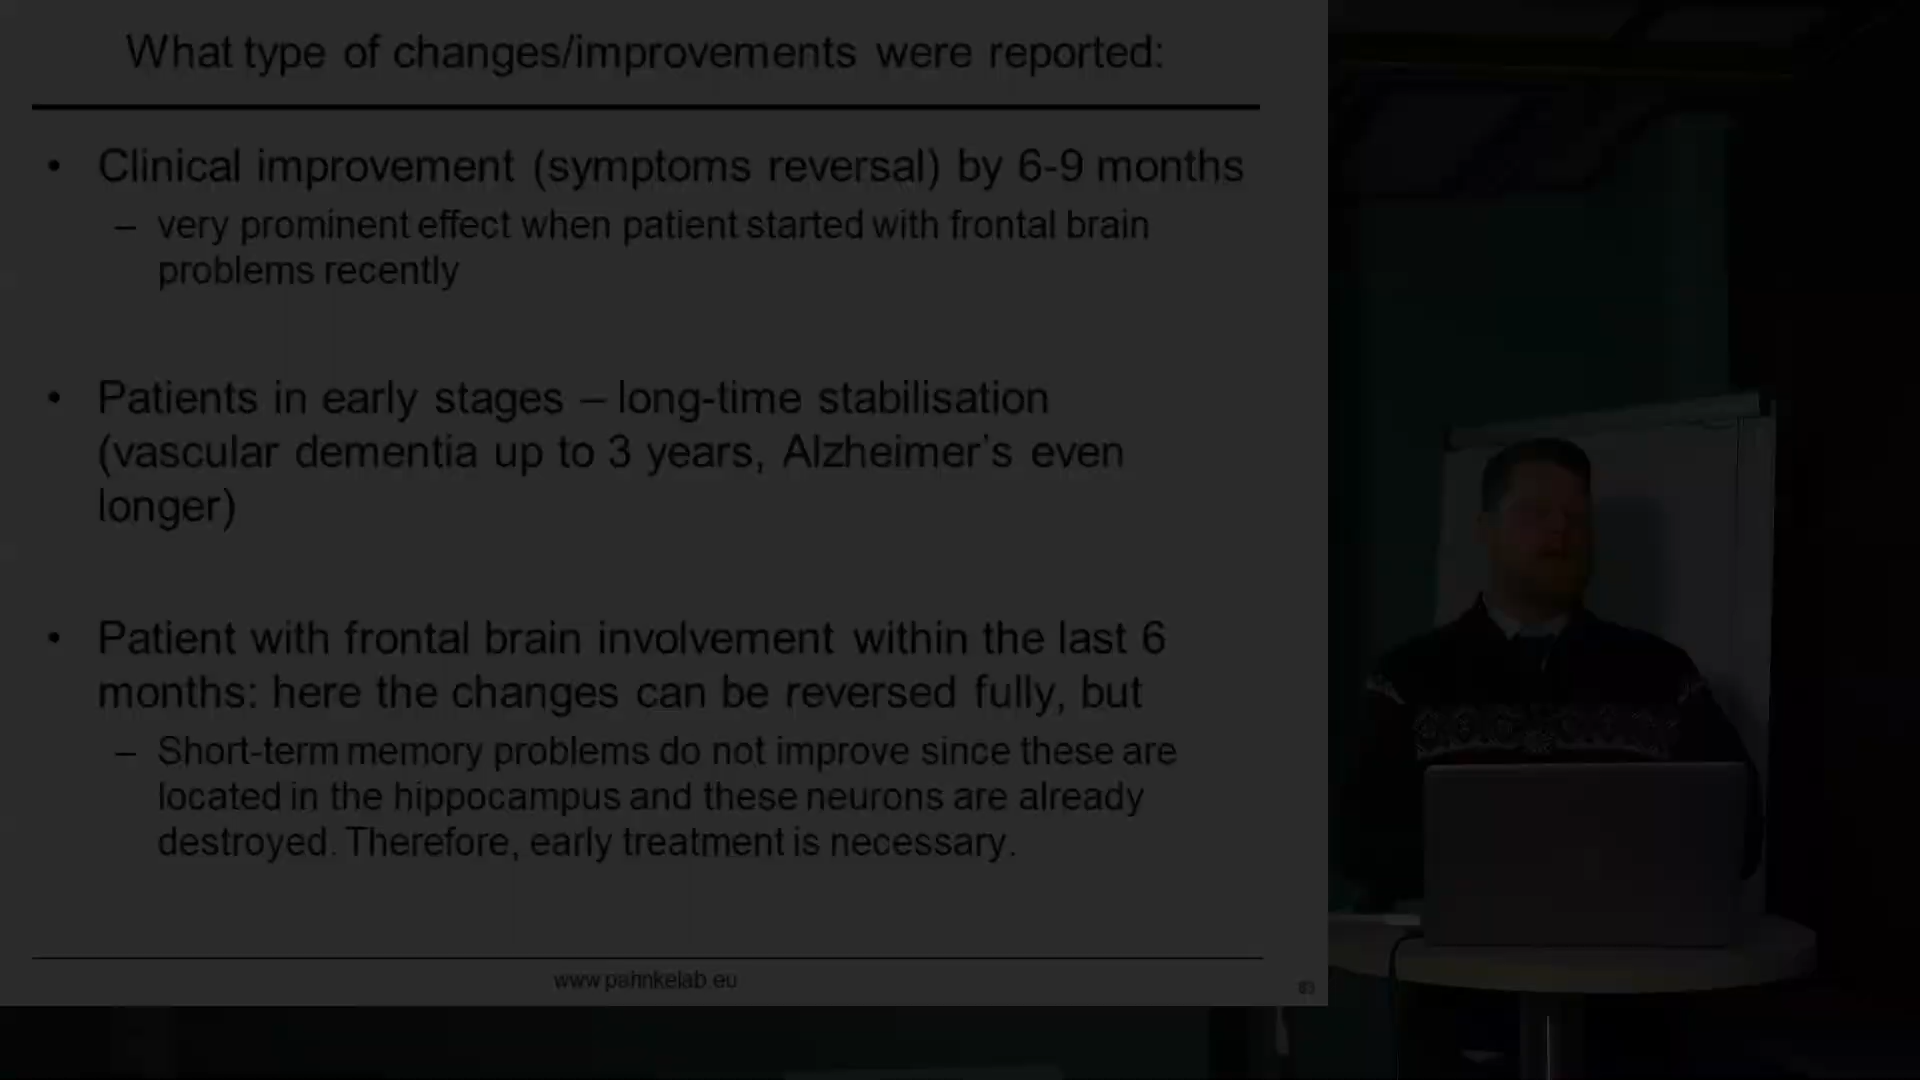 What type of changes/improvements were reported:
• Clinical improvement (symptoms reversal) by 6-9 months
– very prominent effect when patient started with frontal brain
problems recently
• Patients in early stages – long-time stabilisation
(vascular dementia up to 3 years, Alzheimer's even
longer)
• Patient with frontal brain involvement within the last 6
months: here the changes can be reversed fully, but
– Short-term memory problems do not improve since these are
located in the hippocampus and these neurons are already
destroyed. Therefore, early treatment is necessary.
www.pahnkelab.eu